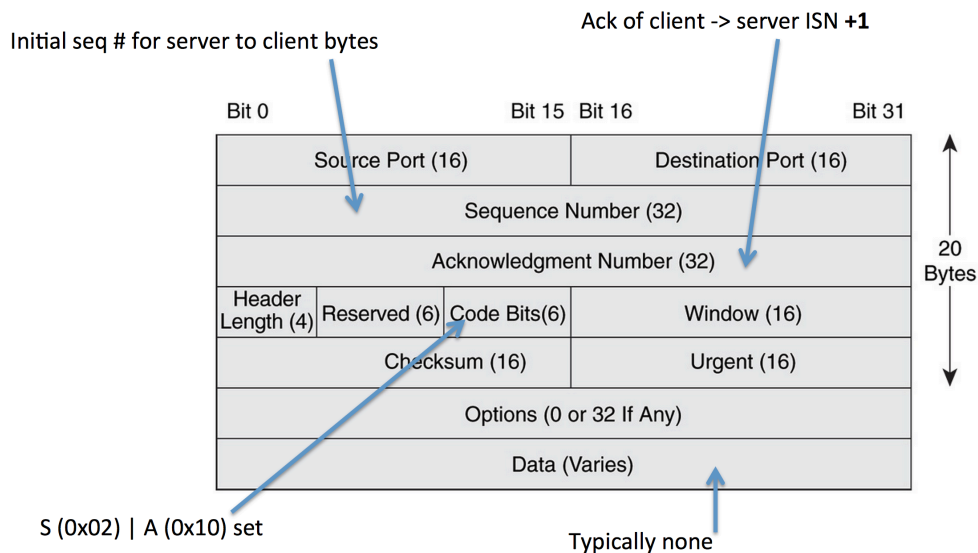 Ack of client -> server ISN +1
Initial seq # for server to client bytes
Bit 0
Bit 15
Bit 16
Bit 31
Source Port (16)
Destination Port (16)
Sequence Number (32)
Acknowledgment Number (32)
20
Bytes
Header
Length (4)
Reserved (6)
Code Bits(6)
Window (16)
Checksum (16)
Urgent (16)
Options (0 or 32 If Any)
Data (Varies)
S (0x02) | A (0x10) set
Typically none